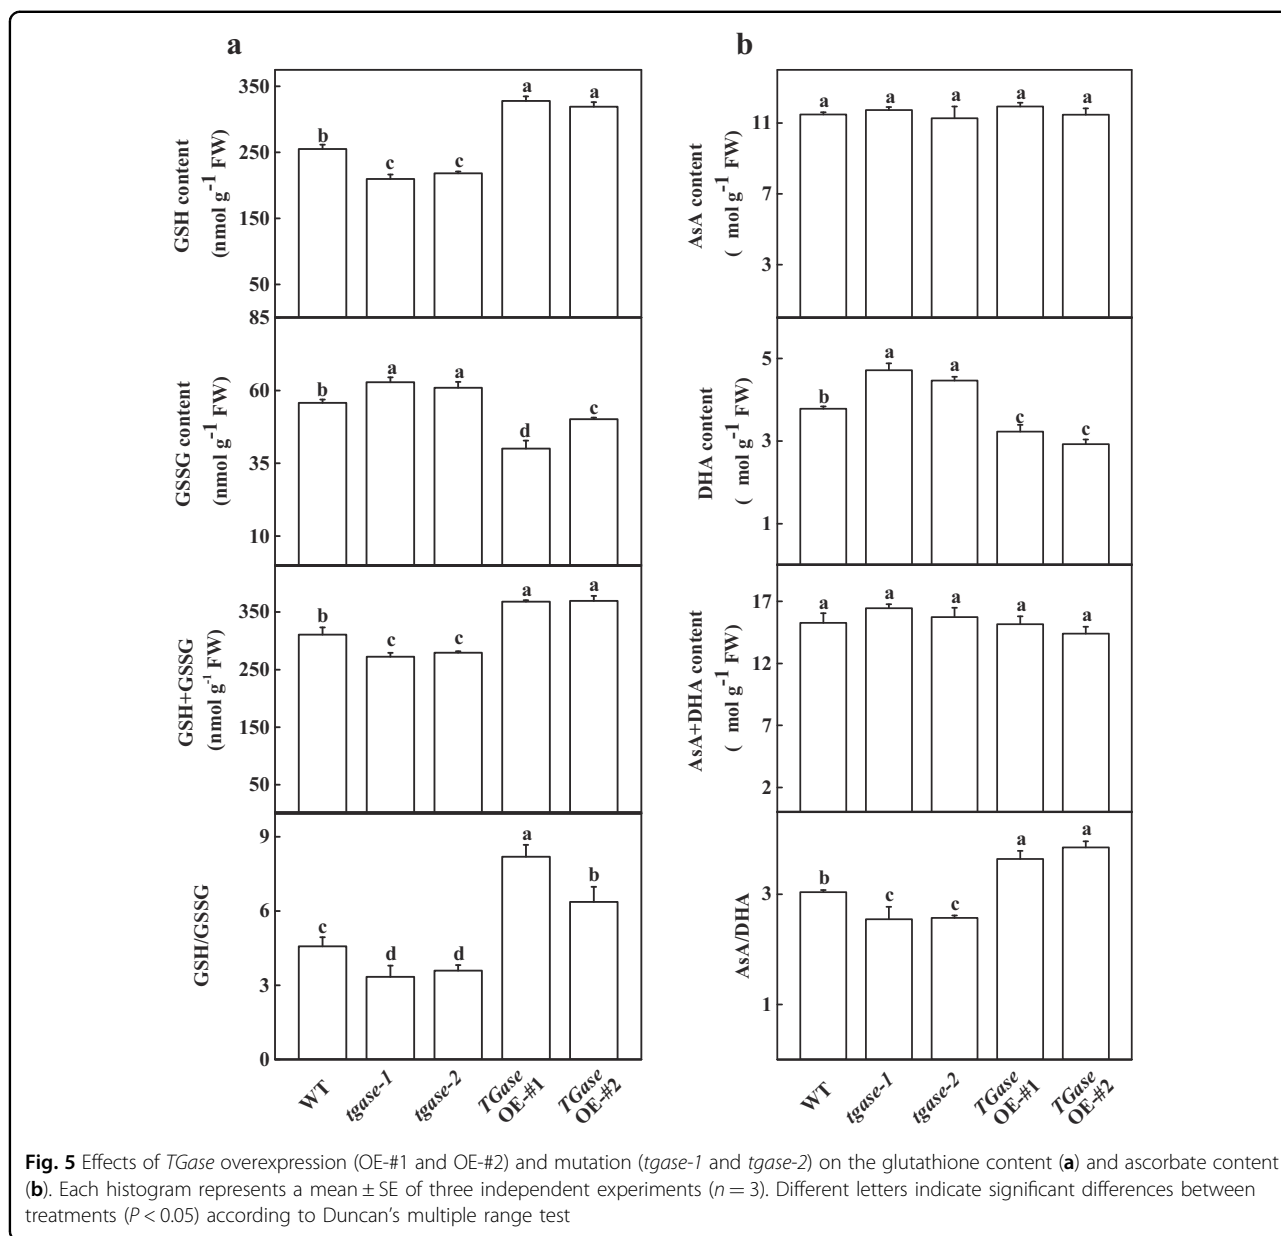 a
350
250
150
50
GSH content
(nmol g-1 FW)
b
c
c
a
a
85
60
35
10
GSSG content
(nmol g-1 FW)
b
a
a
d
c
350
250
150
50
GSH+GSSG
(nmol g-1 FW)
b
c
c
a
a
9
6
3
0
GSH/GSSG
c
d
d
a
b
WT
tgase-1
tgase-2
TGase
OE-#1
TGase
OE-#2
b
11
7
3
AsA content
( mol g-1 FW)
a
a
a
a
a
5
3
1
DHA content
( mol g-1 FW)
b
a
a
c
c
17
12
7
2
AsA+DHA content
( mol g-1 FW)
a
a
a
a
a
3
1
AsA/DHA
b
c
c
a
a
WT
tgase-1
tgase-2
TGase
OE-#1
TGase
OE-#2
Fig. 5 Effects of TGase overexpression (OE-#1 and OE-#2) and mutation (tgase-1 and tgase-2) on the glutathione content (a) and ascorbate content
(b). Each histogram represents a mean ± SE of three independent experiments (n = 3). Different letters indicate significant differences between
treatments (P < 0.05) according to Duncan's multiple range test